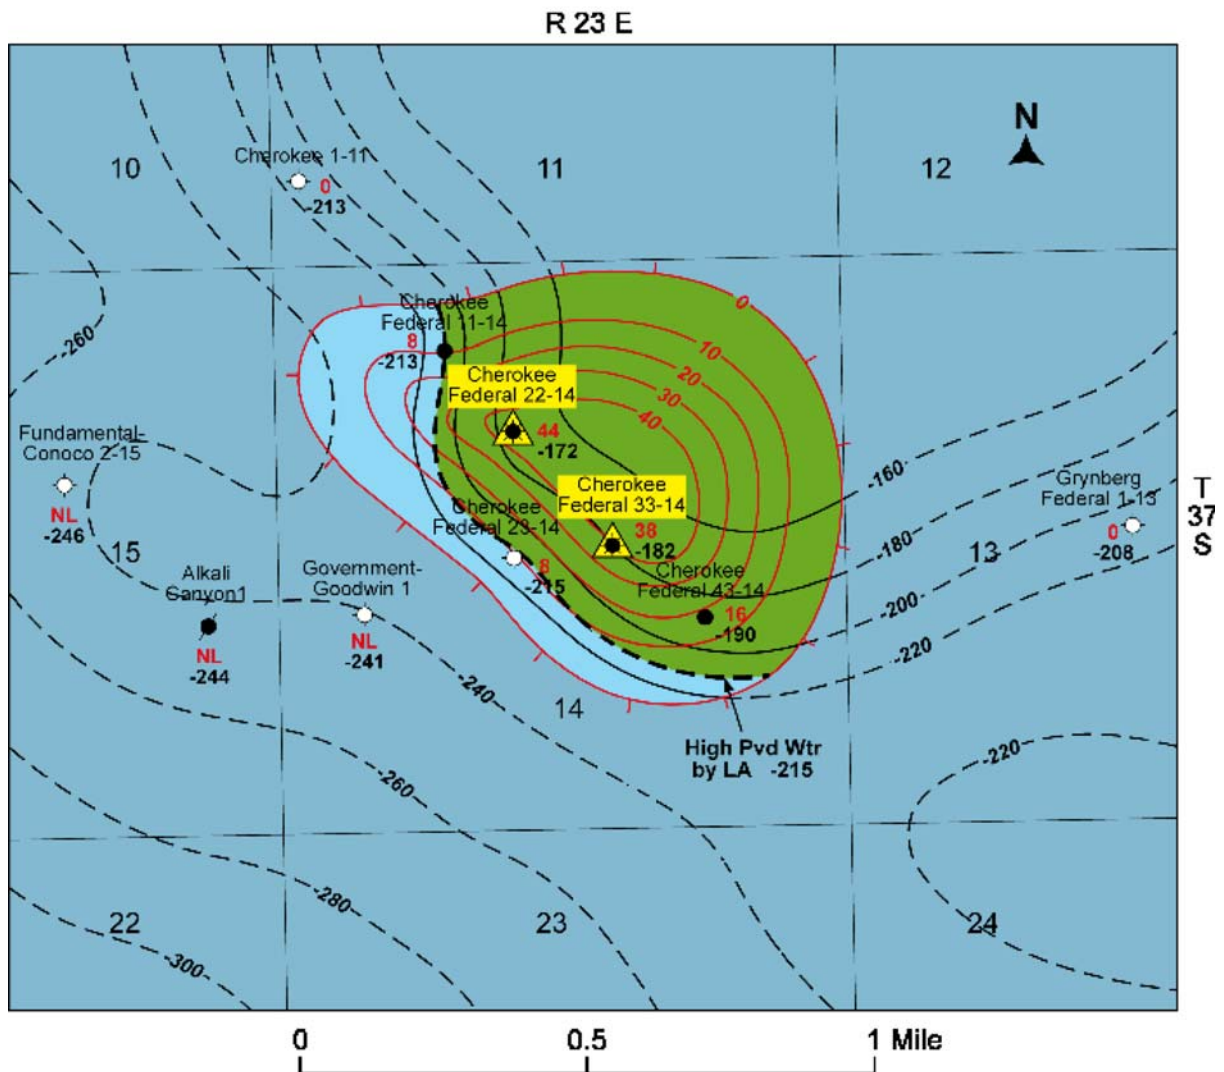 R 23 E
10
11
12
N
Cherokee 1-11
0
-213
-260
Cherokee
Federal 11-14
8
-213
0
10
20
30
40
Cherokee
Federal 22-14
44
-172
Fundamental-
Conoco 2-15
NL
-246
15
Cherokee
Federal 33-14
38
-182
-160
Grynberg
Federal 1-13
0
-208
T
37
S
Cherokee
Federal 23-14
8
-215
-180
13
Alkali
Canyon1
NL
-244
Government-
Goodwin 1
NL
-241
Cherokee
Federal 43-14
16
-190
-200
-220
-240
14
High Pvd Wtr
by LA -215
-220
-260
-280
22
23
24
-300
0
0.5
1 Mile